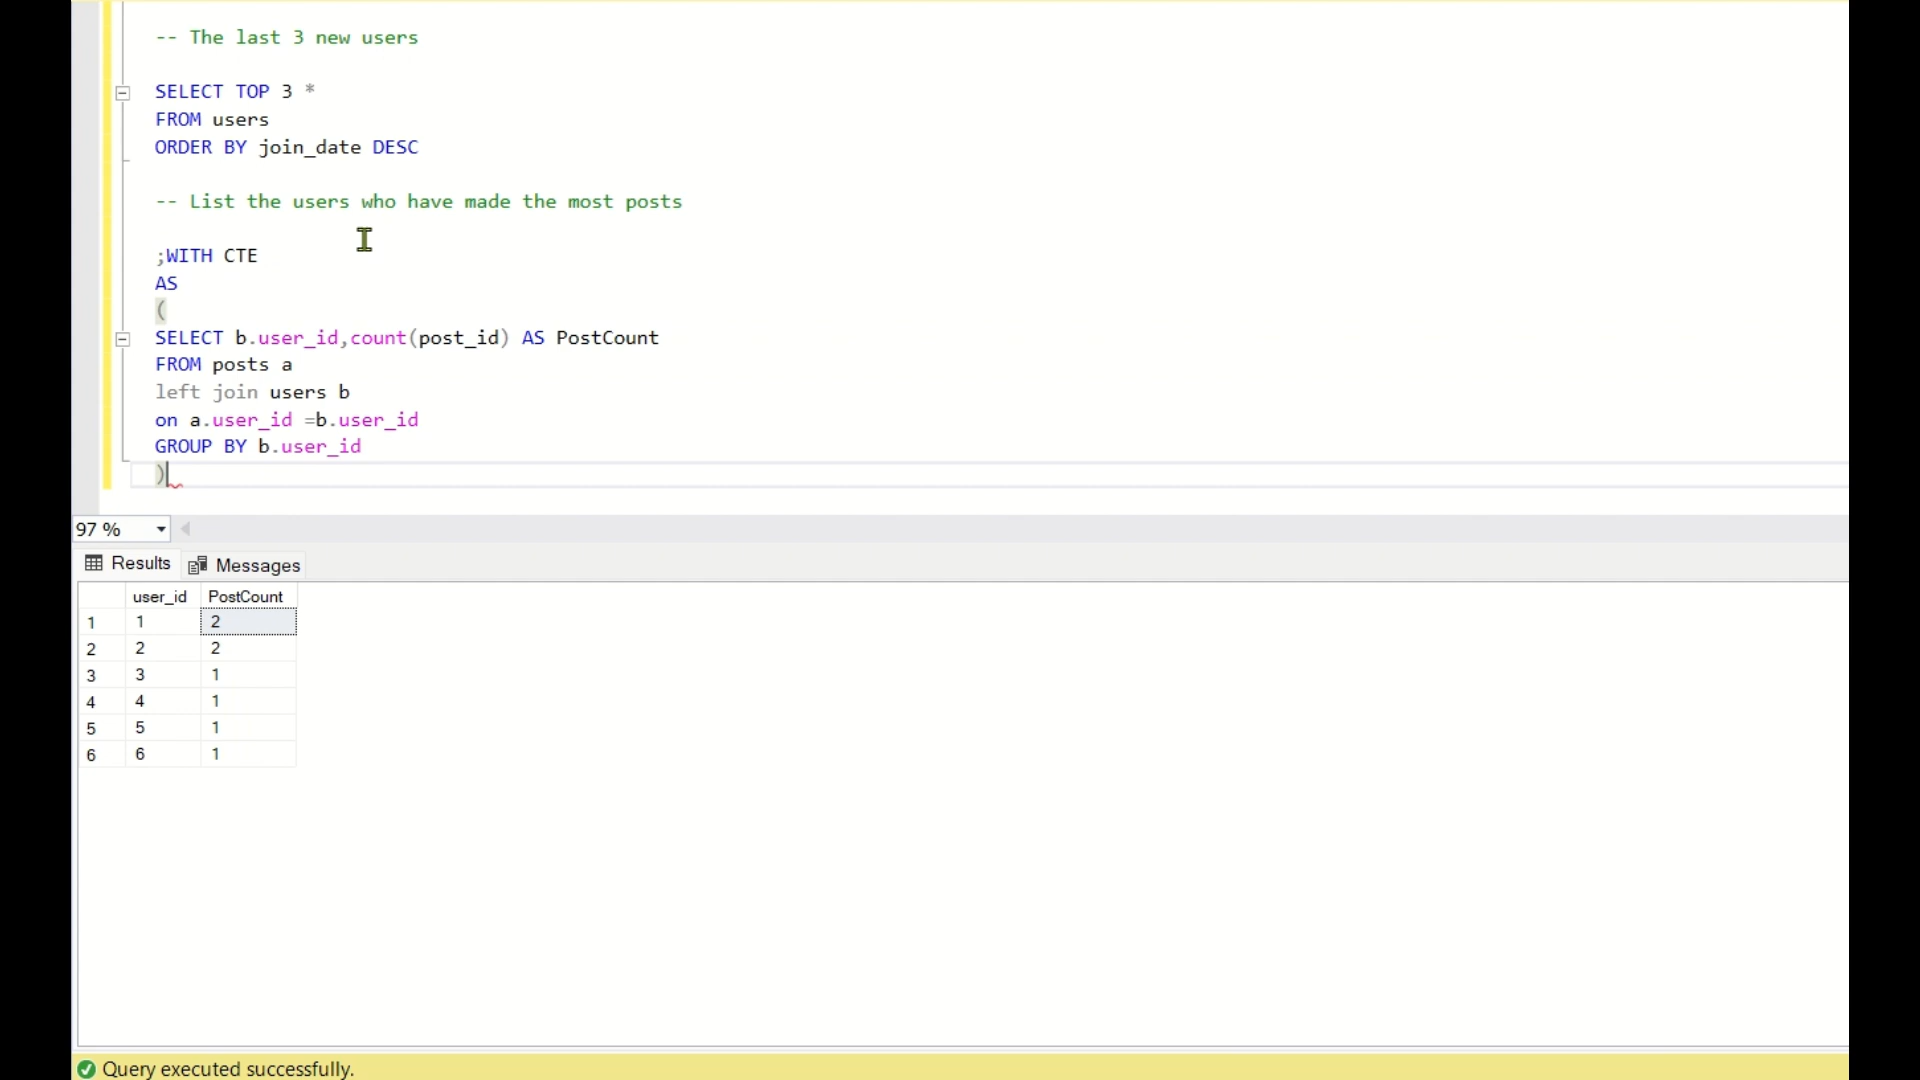 -- The last 3 new users
SELECT TOP 3 *
FROM users
ORDER BY join_date DESC
-- List the users who have made the most posts
;WITH CTE
AS
(
SELECT b.user_id,count(post_id) AS PostCount
FROM posts a
left join users b
on a.user_id =b.user_id
GROUP BY b.user_id
)
97 %
Results Messages
user_id PostCount
1 1 2
2 2 2
3 3 1
4 4 1
5 5 1
6 6 1
Query executed successfully.